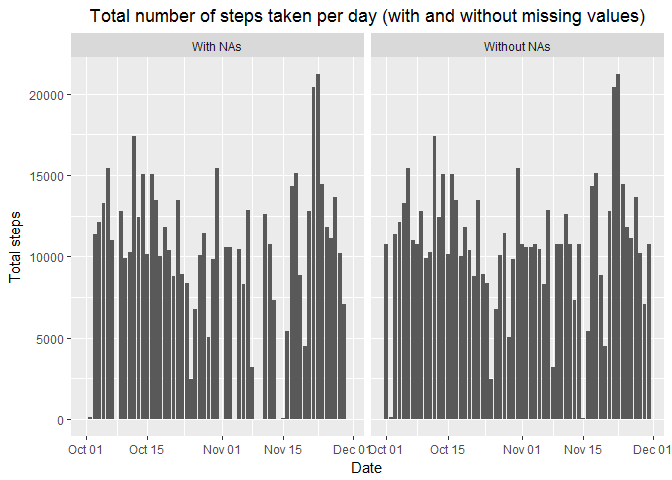 Total number of steps taken per day (with and without missing values)
With NAs
Without NAs
20000
15000
10000
5000
0
Total steps
Oct 01
Oct 15
Nov 01
Nov 15
Dec 01
Oct 01
Oct 15
Nov 01
Nov 15
Dec 01
Date